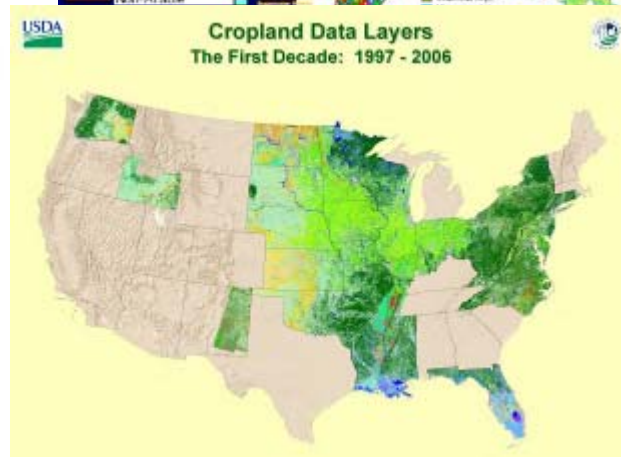 USDA
Cropland Data Layers
The First Decade: 1997 - 2006